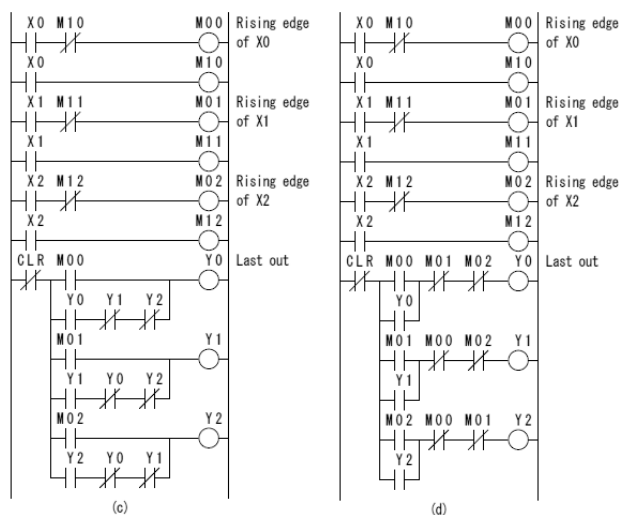 X0 M10 M00 Rising edge
of X0
X0 M10
X1 M11 M01 Rising edge
of X1
X1 M11
X2 M12 M02 Rising edge
of X2
X2 M12
CLR M00 Y0 Last out
Y0 Y1 Y2
M01 Y1
Y1 Y0 Y2
M02 Y2
Y2 Y0 Y1
(c)
X0 M10 M00 Rising edge
of X0
X0 M10
X1 M11 M01 Rising edge
of X1
X1 M11
X2 M12 M02 Rising edge
of X2
X2 M12
CLR M00 M01 M02 Y0 Last out
Y0
M01 M00 M02 Y1
Y1
M02 M00 M01 Y2
Y2
(d)